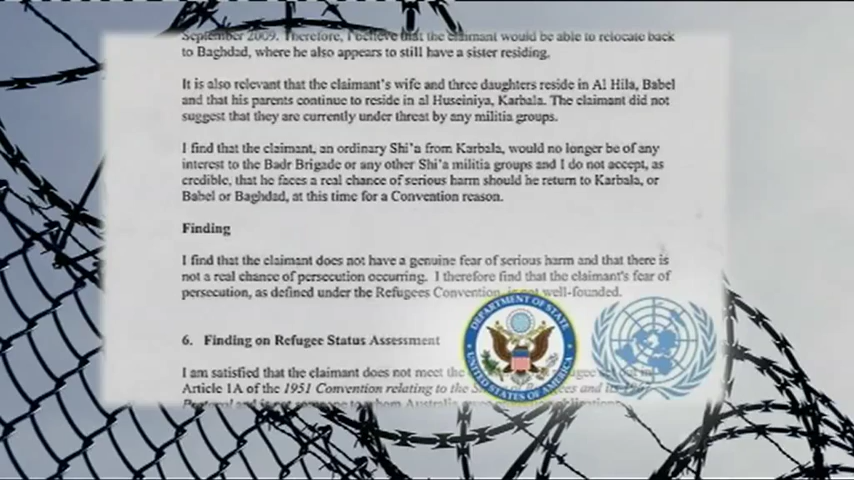 September 2009. Therefore, I believe that the claimant would be able to relocate back
to Baghdad, where he also appears to still have a sister residing.
It is also relevant that the claimant's wife and three daughters reside in Al Hila, Babel
and that his parents continue to reside in al Huseiniya, Karbala. The claimant did not
suggest that they are currently under threat by any militia groups.
I find that the claimant, an ordinary Shi'a from Karbala, would no longer be of any
interest to the Badr Brigade or any other Shi'a militia groups and I do not accept, as
credible, that he faces a real chance of serious harm should he return to Karbala, or
Babel or Baghdad, at this time for a Convention reason.
Finding
I find that the claimant does not have a genuine fear of serious harm and that there is
not a real chance of persecution occurring. I therefore find that the claimant's fear of
persecution, as defined under the Refugees Convention, is not well-founded.
6. Finding on Refugee Status Assessment
I am satisfied that the claimant does not meet the
Article 1A of the 1951 Convention relating to the
DEPARTMENT OF STATE
UNITED STATES OF AMERICA